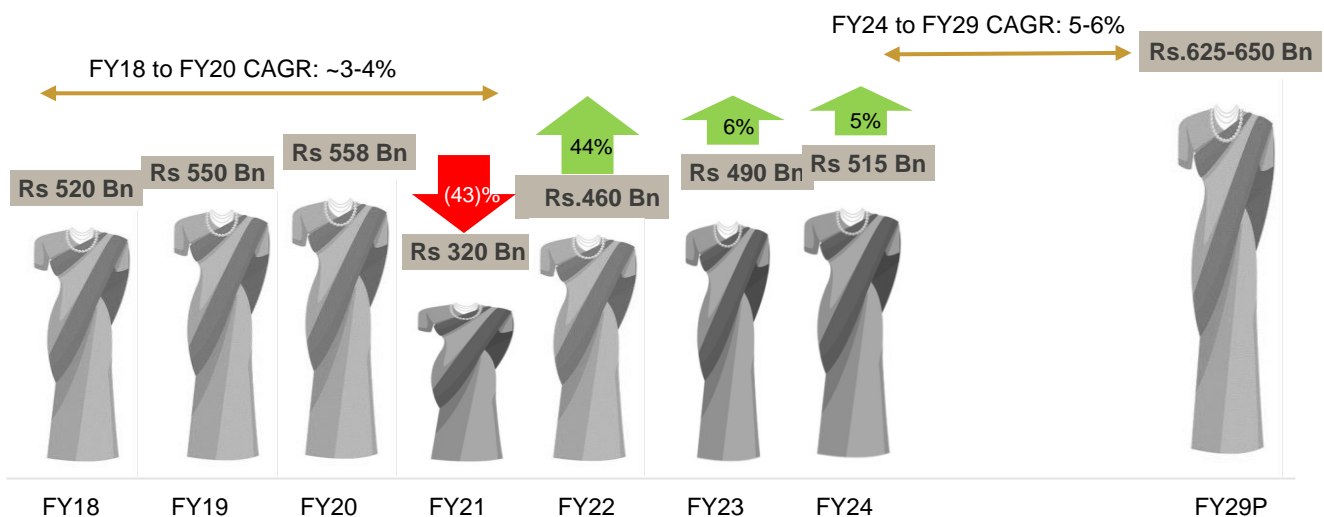 FY24 to FY29 CAGR: 5-6%
Rs.625-650 Bn
FY18 to FY20 CAGR: ~3-4%
44%
6%
5%
Rs 520 Bn
Rs 550 Bn
Rs 558 Bn
(43)%
Rs 320 Bn
Rs.460 Bn
Rs 490 Bn
Rs 515 Bn
FY18
FY19
FY20
FY21
FY22
FY23
FY24
FY29P